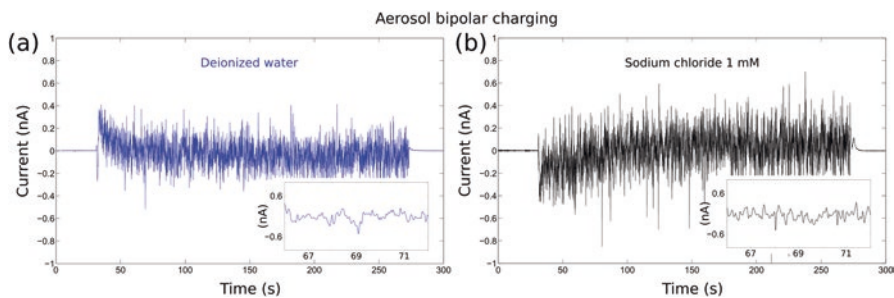 Aerosol bipolar charging
(a)
Deionized water
Current (nA)
1
0.8
0.6
0.4
0.2
0
−0.2
−0.4
−0.6
−0.8
−1
0 50 100 150 200 250 300
Time (s)
(nA)
0.6
−0.6
67 69 71
(b)
Sodium chloride 1 mM
Current (nA)
1
0.8
0.6
0.4
0.2
0
−0.2
−0.4
−0.6
−0.8
−1
0 50 100 150 200 250 300
Time (s)
(nA)
0.6
−0.6
67 69 71